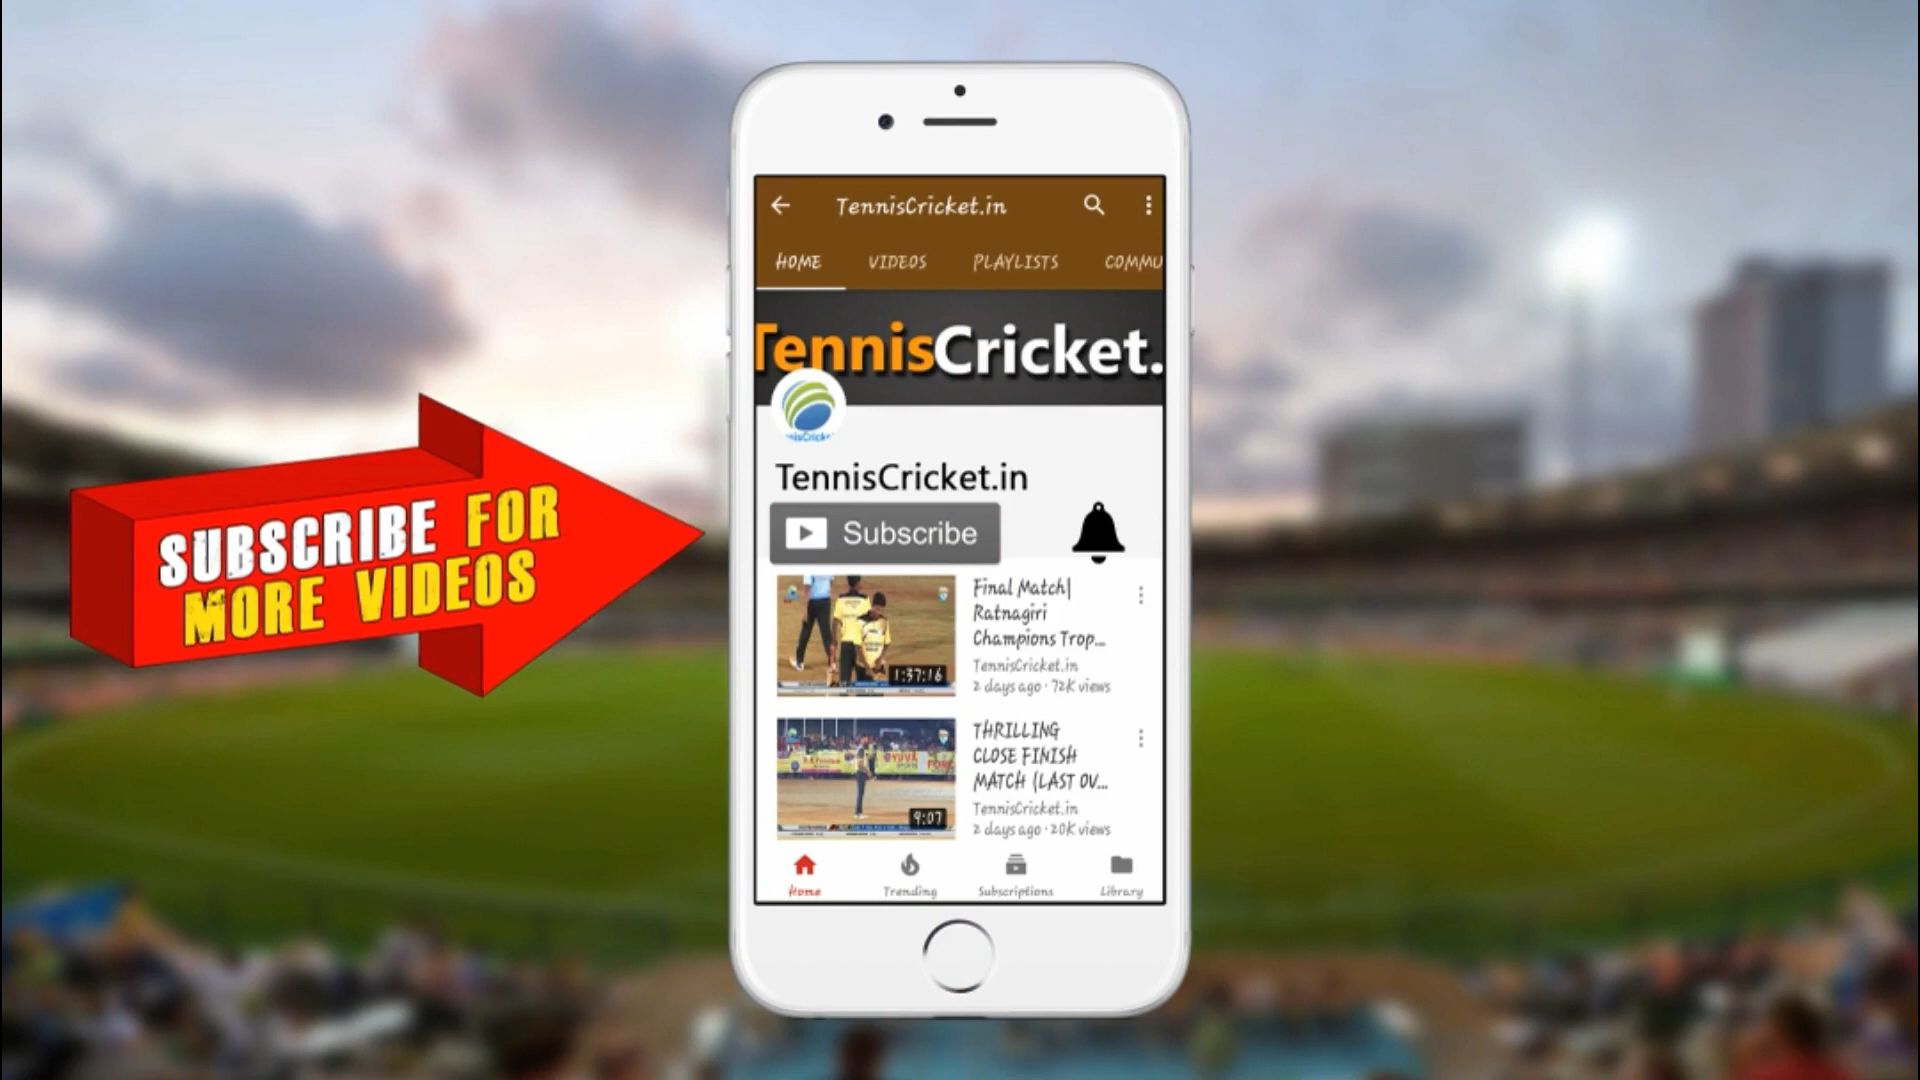 TennisCricket.in
HOME VIDEOS PLAYLISTS COMMU
TennisCricket.
TennisCricket.in
Subscribe
SUBSCRIBE FOR
MORE VIDEOS
1:37:16
Final Match|
Ratnagiri
Champions Trop...
TennisCricket.in
2 days ago · 72K views
9:07
THRILLING
CLOSE FINISH
MATCH (LAST OV...
TennisCricket.in
2 days ago · 20K views
Home Trending Subscriptions Library